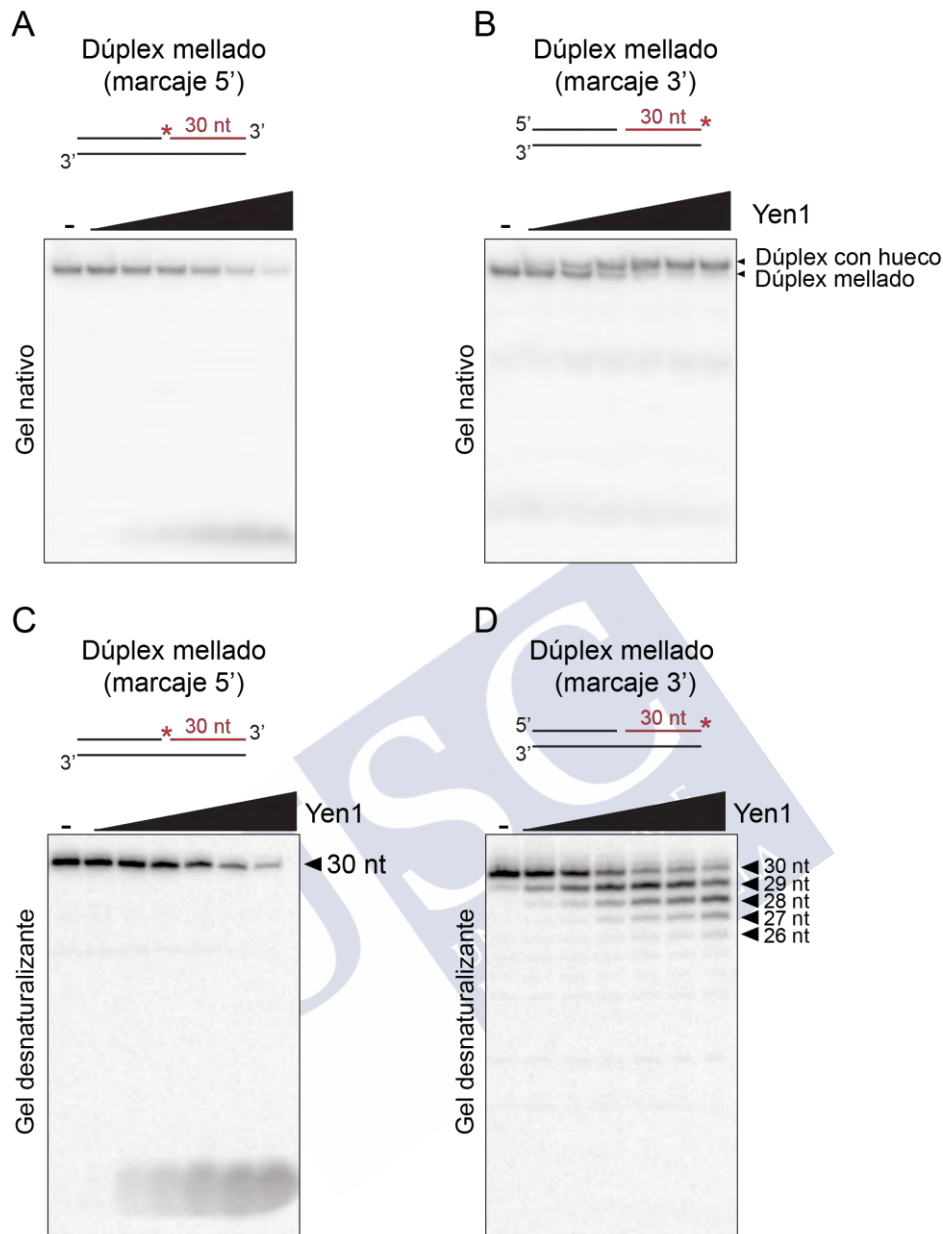 A
Dúplex mellado
(marcaje 5’)
* 30 nt 3’
3’
-
Gel nativo
B
Dúplex mellado
(marcaje 3’)
5’ 30 nt *
3’
- Yen1
Dúplex con hueco
Dúplex mellado
Gel nativo
C
Dúplex mellado
(marcaje 5’)
* 30 nt 3’
3’
- Yen1
30 nt
Gel desnaturalizante
D
Dúplex mellado
(marcaje 3’)
5’ 30 nt *
3’
- Yen1
30 nt
29 nt
28 nt
27 nt
26 nt
Gel desnaturalizante
USC